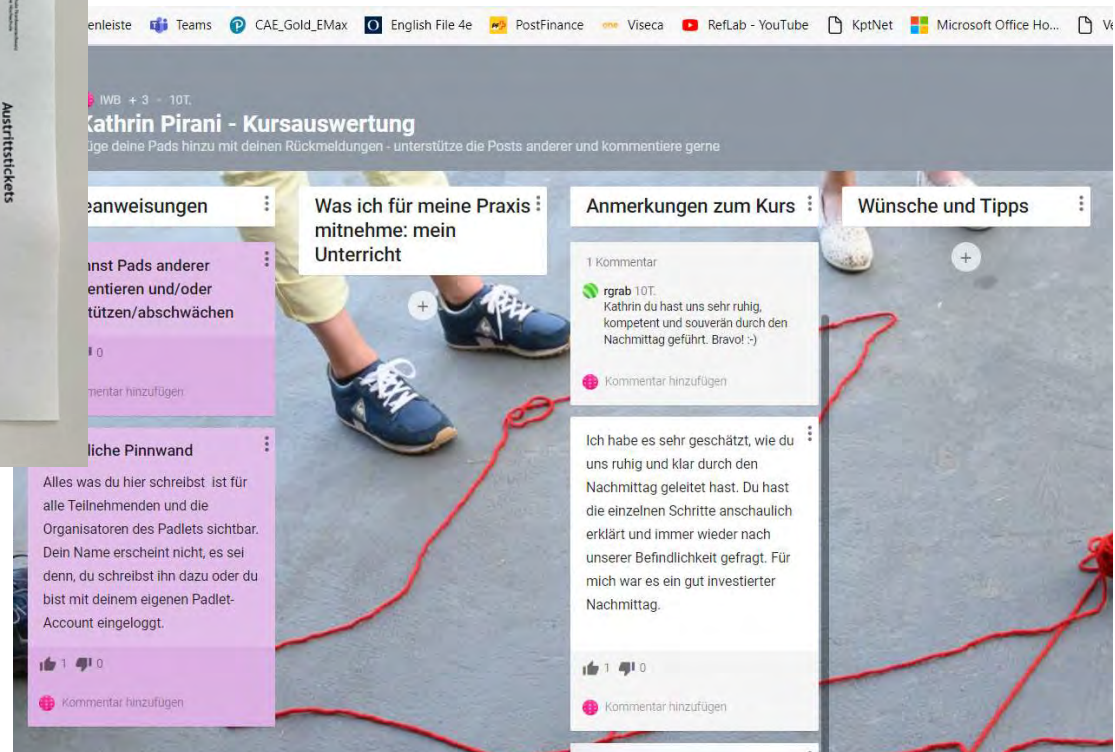 Austrittstickets
enleiste Teams CAE_Gold_EMax English File 4e PostFinance one Viseca RefLab - YouTube KptNet Microsoft Office Ho... Ve
IWB + 3 - 10T.
Kathrin Pirani - Kursauswertung
üge deine Pads hinzu mit deinen Rückmeldungen - unterstütze die Posts anderer und kommentiere gerne
eanweisungen
nnst Pads anderer
entieren und/oder
tützen/abschwächen
0
mentar hinzufügen
liche Pinnwand
Alles was du hier schreibst ist für
alle Teilnehmenden und die
Organisatoren des Padlets sichtbar.
Dein Name erscheint nicht, es sei
denn, du schreibst ihn dazu oder du
bist mit deinem eigenen Padlet-
Account eingeloggt.
1 0
Kommentar hinzufügen
Was ich für meine Praxis
mitnehme: mein
Unterricht
Anmerkungen zum Kurs
1 Kommentar
rgrab 10T.
Kathrin du hast uns sehr ruhig,
kompetent und souverän durch den
Nachmittag geführt. Bravo! :-)
Kommentar hinzufügen
Ich habe es sehr geschätzt, wie du
uns ruhig und klar durch den
Nachmittag geleitet hast. Du hast
die einzelnen Schritte anschaulich
erklärt und immer wieder nach
unserer Befindlichkeit gefragt. Für
mich war es ein gut investierter
Nachmittag.
1 0
Kommentar hinzufügen
Wünsche und Tipps